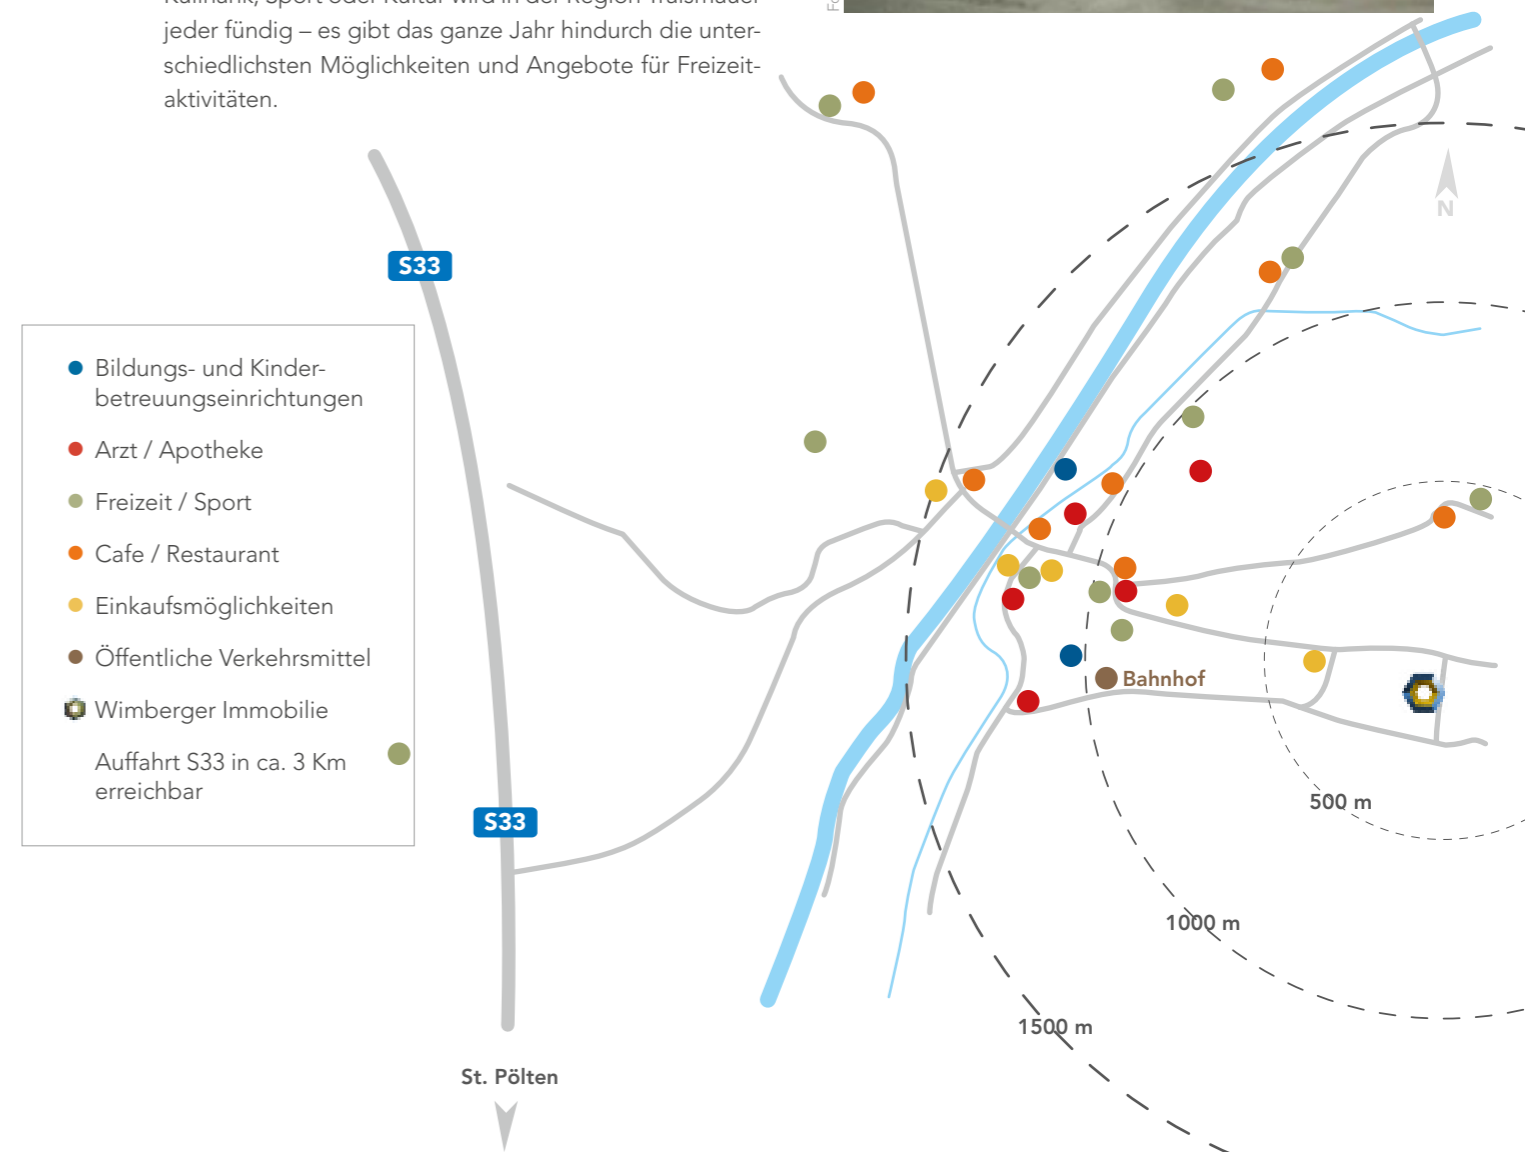 jeder fündig – es gibt das ganze Jahr hindurch die unter-
schiedlichsten Möglichkeiten und Angebote für Freizeit-
aktivitäten.
N
S33
Bildungs- und Kinder-
betreuungseinrichtungen
Arzt / Apotheke
Freizeit / Sport
Cafe / Restaurant
Einkaufsmöglichkeiten
Öffentliche Verkehrsmittel
Wimberger Immobilie
Auffahrt S33 in ca. 3 Km
erreichbar
S33
Bahnhof
500 m
1000 m
1500 m
St. Pölten